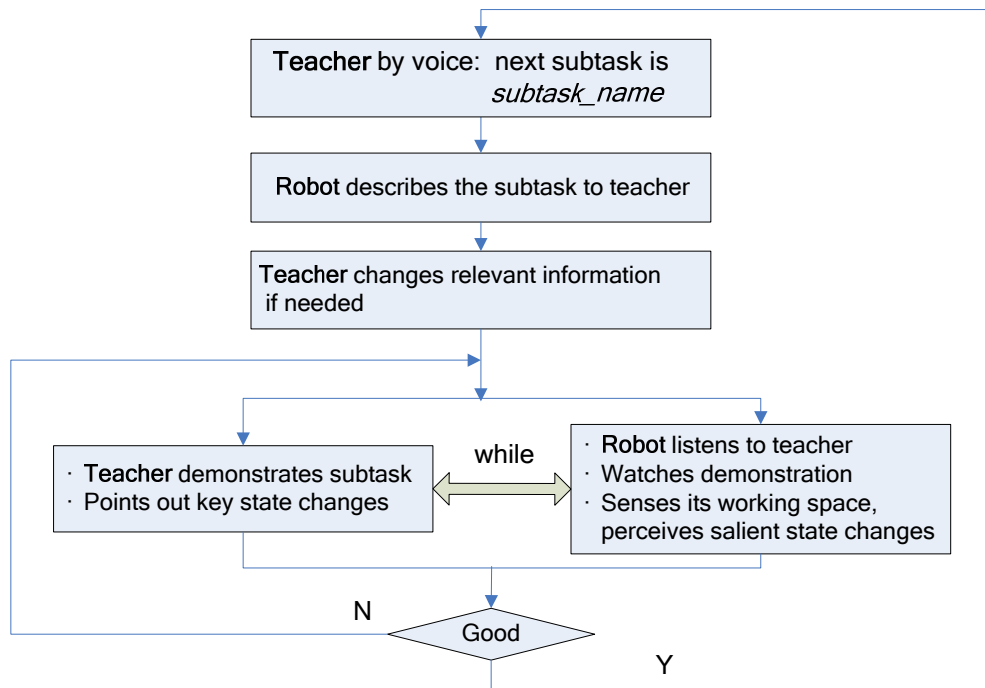 Teacher by voice: next subtask is
subtask_name
Robot describes the subtask to teacher
Teacher changes relevant information
if needed
· Teacher demonstrates subtask
· Points out key state changes
while
· Robot listens to teacher
· Watches demonstration
· Senses its working space,
perceives salient state changes
N
Good
Y